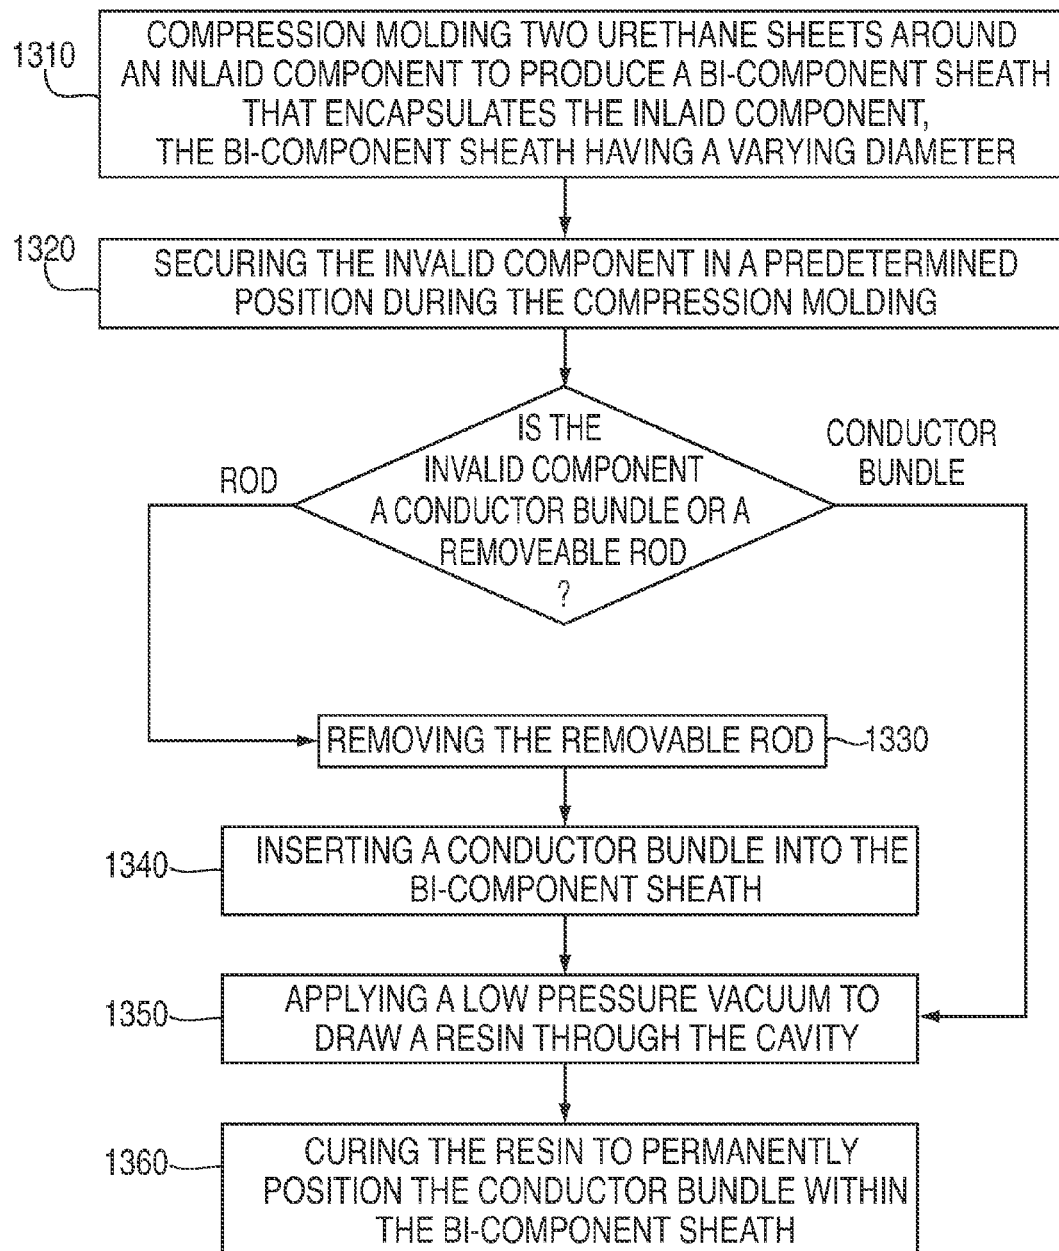 1310
COMPRESSION MOLDING TWO URETHANE SHEETS AROUND
AN INLAID COMPONENT TO PRODUCE A BI-COMPONENT SHEATH
THAT ENCAPSULATES THE INLAID COMPONENT,
THE BI-COMPONENT SHEATH HAVING A VARYING DIAMETER
1320
SECURING THE INVALID COMPONENT IN A PREDETERMINED
POSITION DURING THE COMPRESSION MOLDING
IS THE
INVALID COMPONENT
A CONDUCTOR BUNDLE OR A
REMOVEABLE ROD
?
ROD
CONDUCTOR
BUNDLE
REMOVING THE REMOVABLE ROD
1330
1340
INSERTING A CONDUCTOR BUNDLE INTO THE
BI-COMPONENT SHEATH
1350
APPLYING A LOW PRESSURE VACUUM TO
DRAW A RESIN THROUGH THE CAVITY
1360
CURING THE RESIN TO PERMANENTLY
POSITION THE CONDUCTOR BUNDLE WITHIN
THE BI-COMPONENT SHEATH